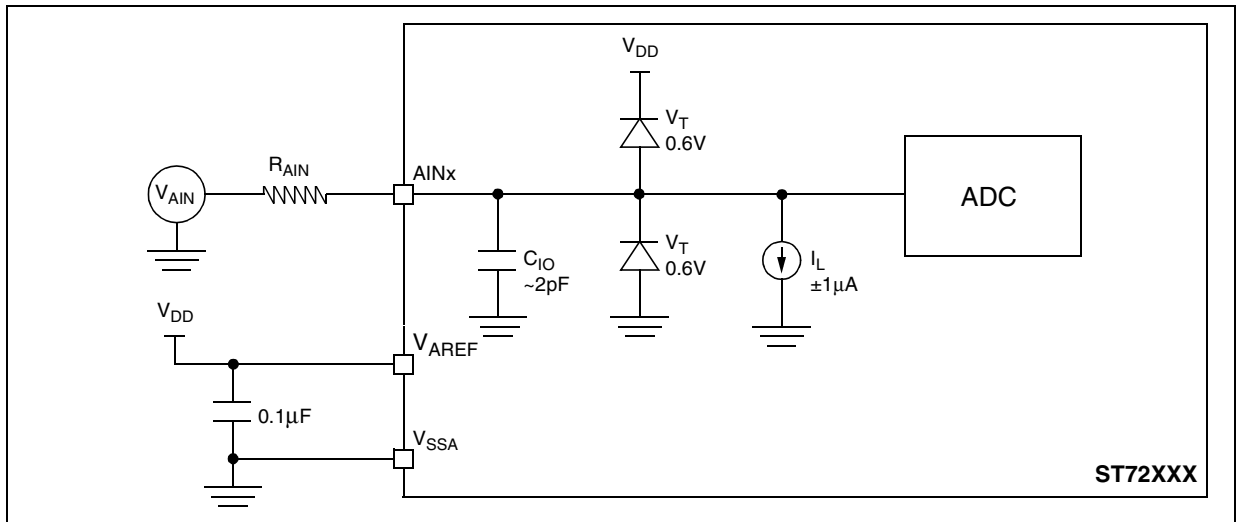 V_DD
V_T
0.6V
R_AIN
AINx
V_AIN
ADC
C_IO
~2pF
V_T
0.6V
I_L
±1µA
V_DD
V_AREF
0.1µF
V_SSA
ST72XXX